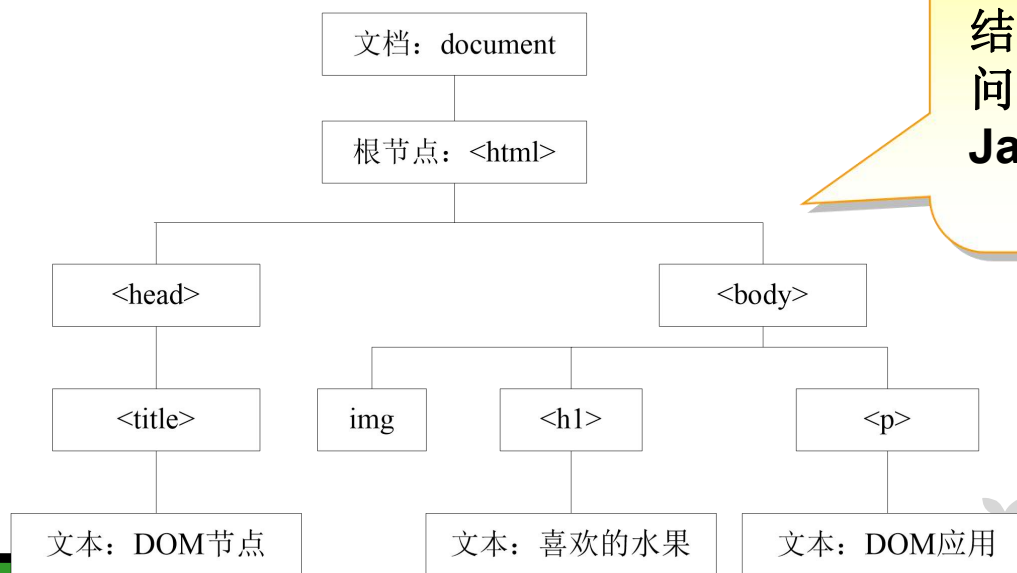 文档：document
结
问
Ja
根节点：<html>
<head>
<body>
<title>
img
<h1>
<p>
文本：DOM节点
文本：喜欢的水果
文本：DOM应用